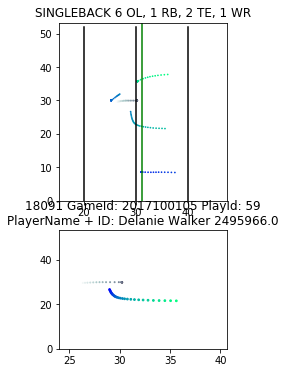 SINGLEBACK 6 OL, 1 RB, 2 TE, 1 WR
50
40
30
20
10
0
20 30 40
18091 GameId: 2017100105 PlayId: 59
PlayerName + ID: Delanie Walker 2495966.0
40
20
0
25 30 35 40